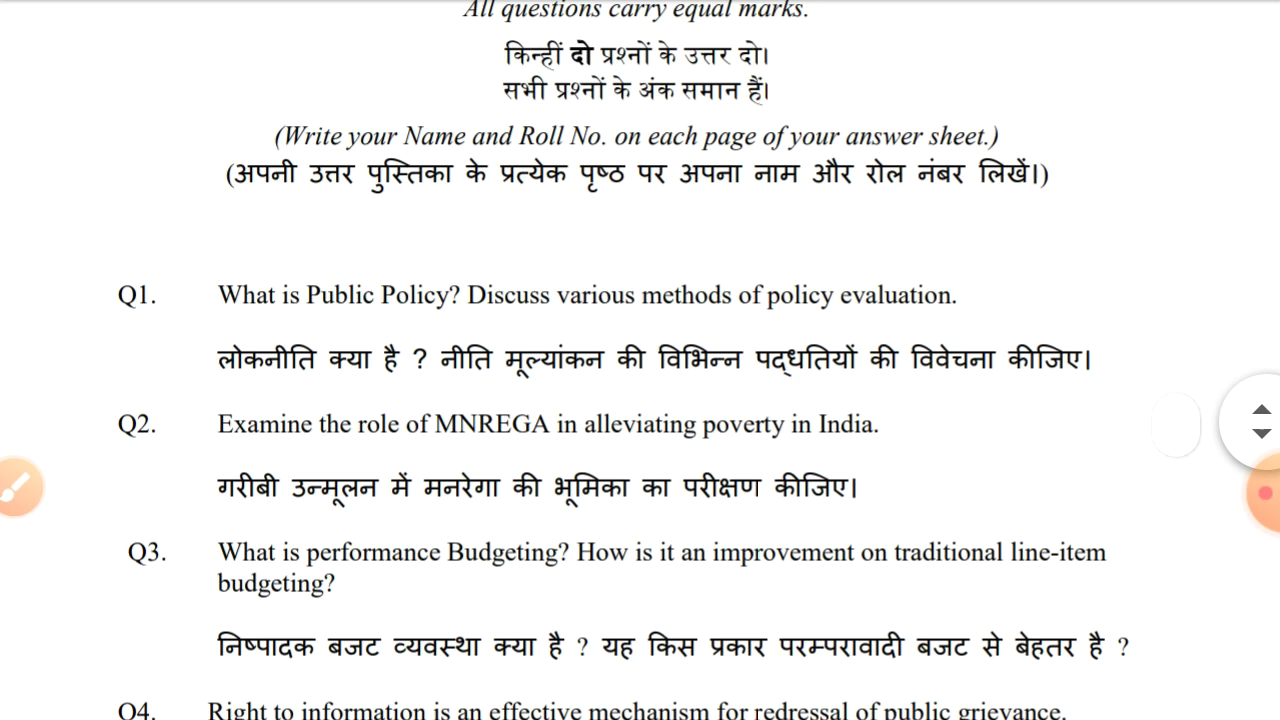 All questions carry equal marks.
किन्हीं दो प्रश्नों के उत्तर दो।
सभी प्रश्नों के अंक समान हैं।
(Write your Name and Roll No. on each page of your answer sheet.)
(अपनी उत्तर पुस्तिका के प्रत्येक पृष्ठ पर अपना नाम और रोल नंबर लिखें।)
Q1. What is Public Policy? Discuss various methods of policy evaluation.
लोकनीति क्या है ? नीति मूल्यांकन की विभिन्न पद्धतियों की विवेचना कीजिए।
Q2. Examine the role of MNREGA in alleviating poverty in India.
गरीबी उन्मूलन में मनरेगा की भूमिका का परीक्षण कीजिए।
Q3. What is performance Budgeting? How is it an improvement on traditional line-item
budgeting?
निष्पादक बजट व्यवस्था क्या है ? यह किस प्रकार परम्परावादी बजट से बेहतर है ?
Q4. Right to information is an effective mechanism for redressal of public grievance.